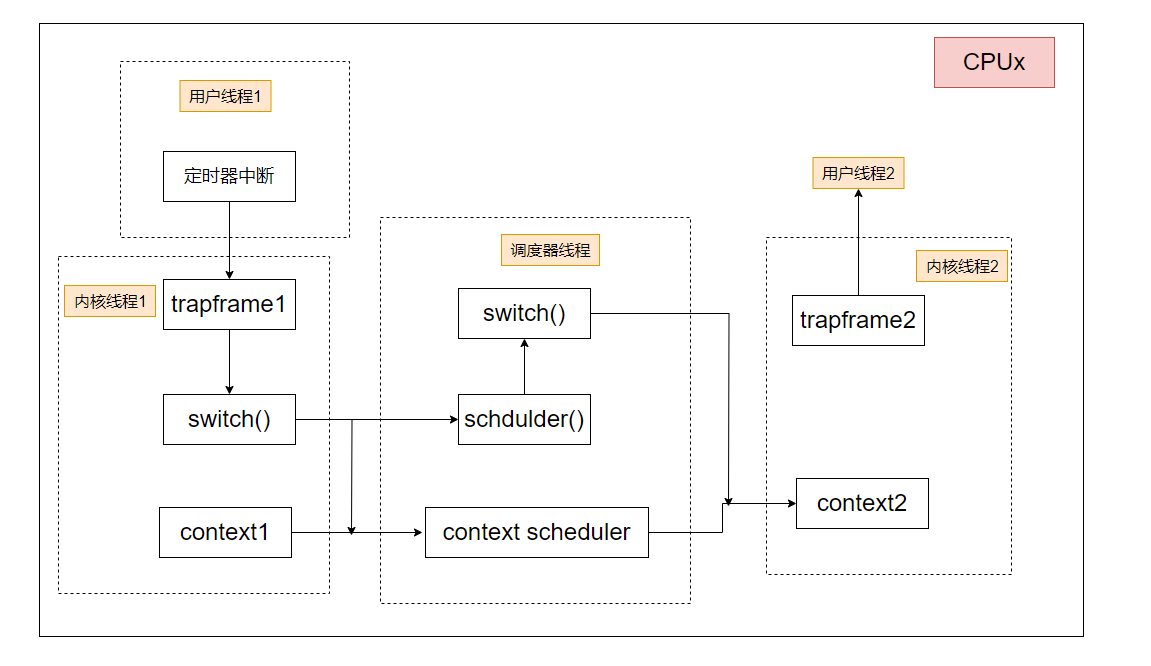 CPUx
用户线程1
定时器中断
内核线程1
trapframe1
switch()
context1
调度器线程
switch()
schdulder()
context scheduler
用户线程2
内核线程2
trapframe2
context2